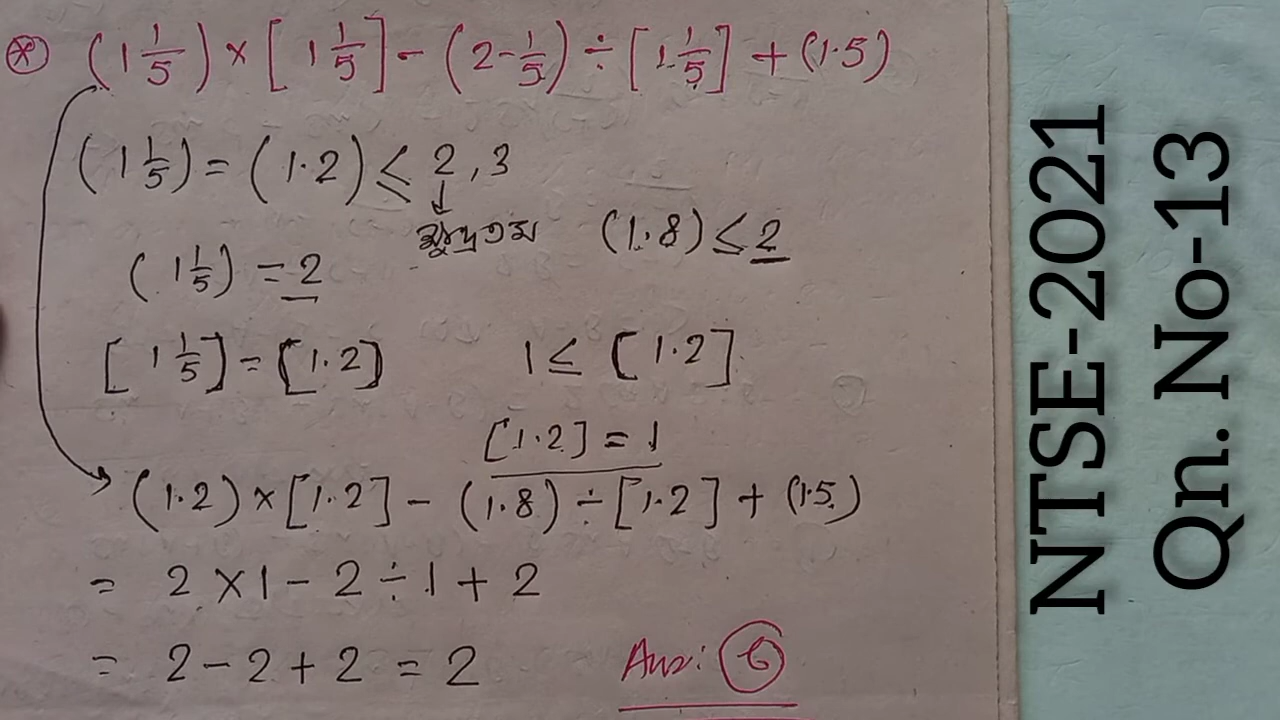 (*) (1 1/5) × [1 1/5] - (2-1/5) ÷ [1 1/5] + (1.5)
(1 1/5) = (1.2) ≤ 2, 3
↓
ক্ষুদ্রতম (1.8) ≤ 2
(1 1/5) = 2
[1 1/5] = [1.2] 1 ≤ [1.2]
[1.2] = 1
(1.2) × [1.2] - (1.8) ÷ [1.2] + (1.5)
= 2 × 1 - 2 ÷ 1 + 2
= 2 - 2 + 2 = 2
Ans:
NTSE-2021
Qn. No-13